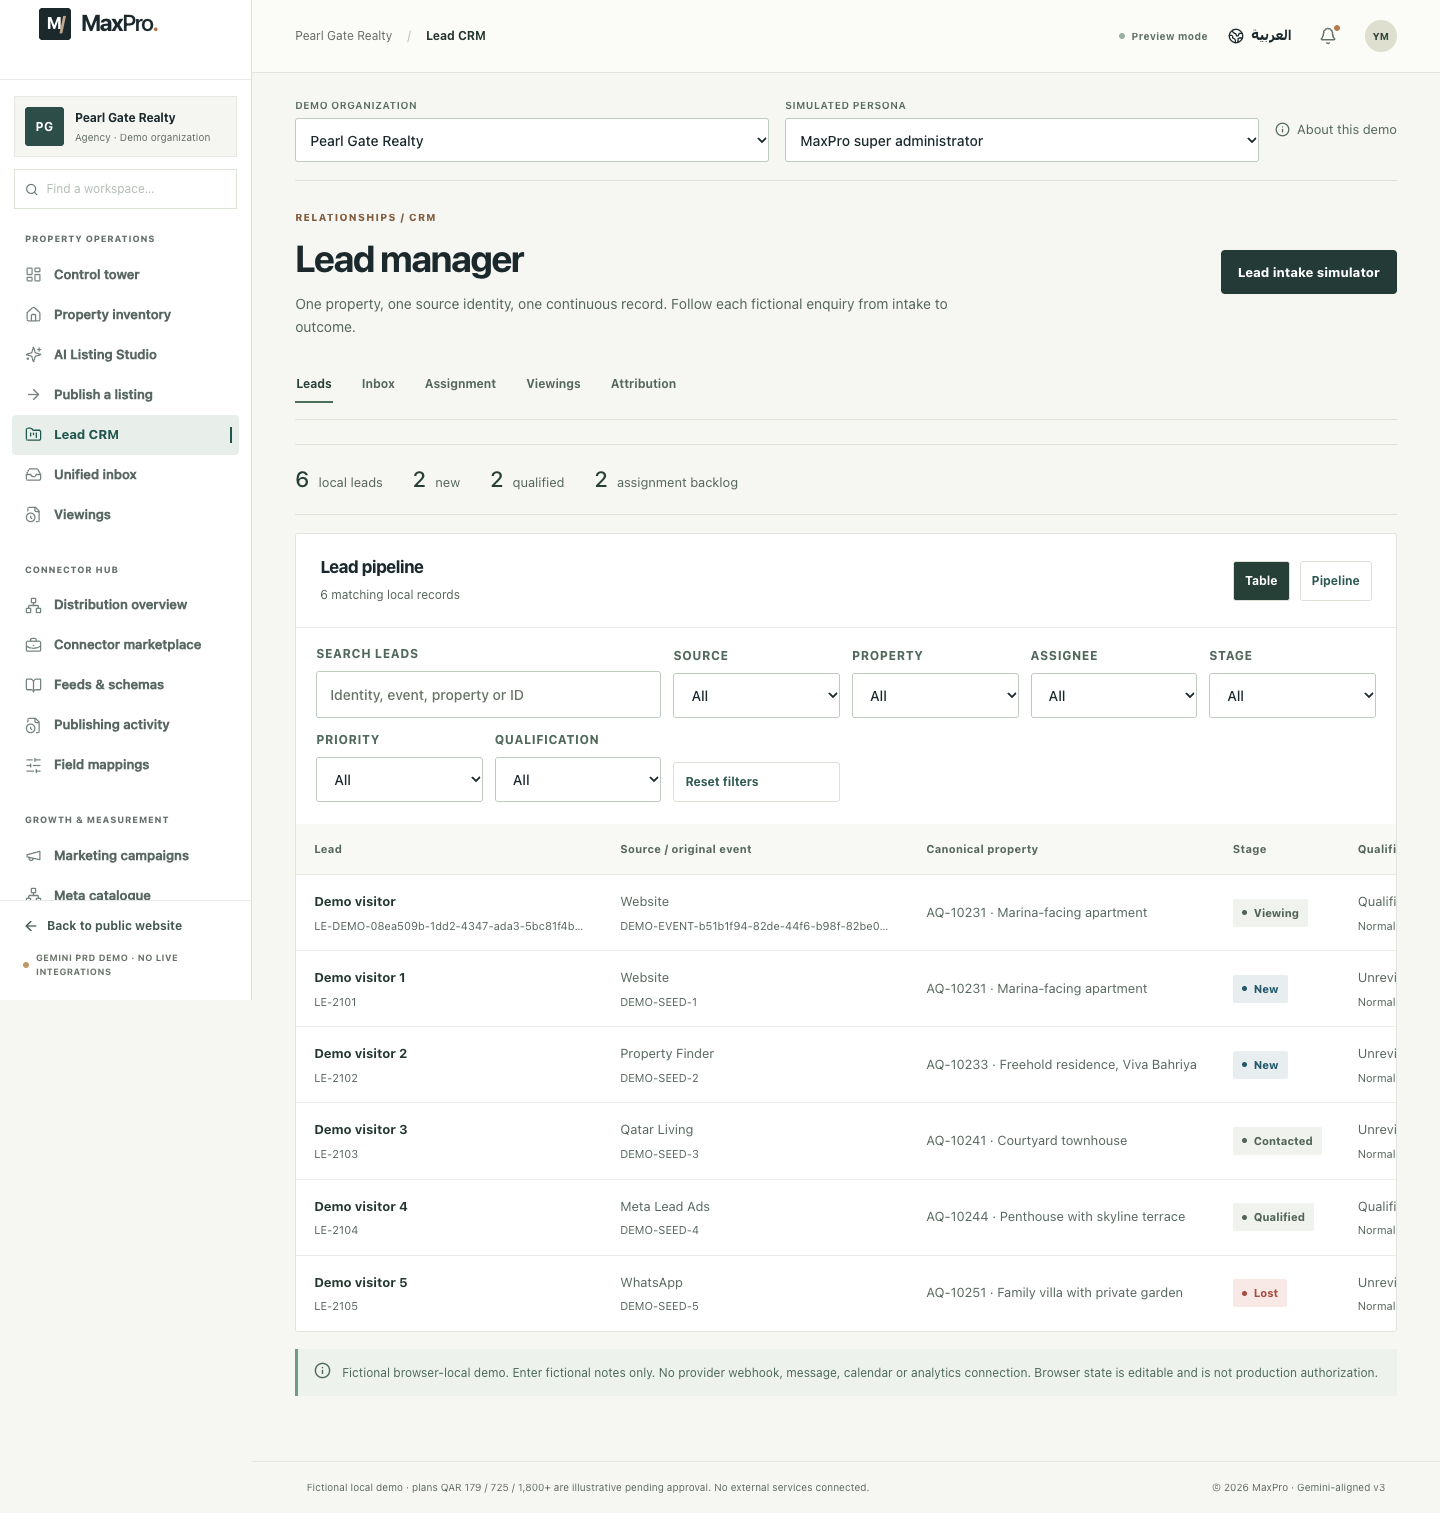 M/ MaxPro.
Pearl Gate Realty / Lead CRM
Preview mode
العربية
YM
PG
Pearl Gate Realty
Agency · Demo organization
Find a workspace...
PROPERTY OPERATIONS
Control tower
Property inventory
AI Listing Studio
Publish a listing
Lead CRM
Unified inbox
Viewings
CONNECTOR HUB
Distribution overview
Connector marketplace
Feeds & schemas
Publishing activity
Field mappings
GROWTH & MEASUREMENT
Marketing campaigns
Meta catalogue
Back to public website
GEMINI PRD DEMO · NO LIVE
INTEGRATIONS
DEMO ORGANIZATION
Pearl Gate Realty
SIMULATED PERSONA
MaxPro super administrator
About this demo
RELATIONSHIPS / CRM
Lead manager
One property, one source identity, one continuous record. Follow each fictional enquiry from intake to
outcome.
Lead intake simulator
Leads Inbox Assignment Viewings Attribution
6 local leads 2 new 2 qualified 2 assignment backlog
Lead pipeline
6 matching local records
Table Pipeline
SEARCH LEADS SOURCE PROPERTY ASSIGNEE STAGE
Identity, event, property or ID All All All All
PRIORITY QUALIFICATION
All All Reset filters
Lead Source / original event Canonical property Stage Qualifi
Demo visitor Website AQ-10231 · Marina-facing apartment Viewing Qualifi
LE-DEMO-08ea509b-1dd2-4347-ada3-5bc81f4b... DEMO-EVENT-b51b1f94-82de-44f6-b98f-82be0... Normal
Demo visitor 1 Website AQ-10231 · Marina-facing apartment New Unrevi
LE-2101 DEMO-SEED-1 Normal
Demo visitor 2 Property Finder AQ-10233 · Freehold residence, Viva Bahriya New Unrevi
LE-2102 DEMO-SEED-2 Normal
Demo visitor 3 Qatar Living AQ-10241 · Courtyard townhouse Contacted Unrevi
LE-2103 DEMO-SEED-3 Normal
Demo visitor 4 Meta Lead Ads AQ-10244 · Penthouse with skyline terrace Qualified Qualifi
LE-2104 DEMO-SEED-4 Normal
Demo visitor 5 WhatsApp AQ-10251 · Family villa with private garden Lost Unrevi
LE-2105 DEMO-SEED-5 Normal
Fictional browser-local demo. Enter fictional notes only. No provider webhook, message, calendar or analytics connection. Browser state is editable and is not production authorization.
Fictional local demo · plans QAR 179 / 725 / 1,800+ are illustrative pending approval. No external services connected.
© 2026 MaxPro · Gemini-aligned v3